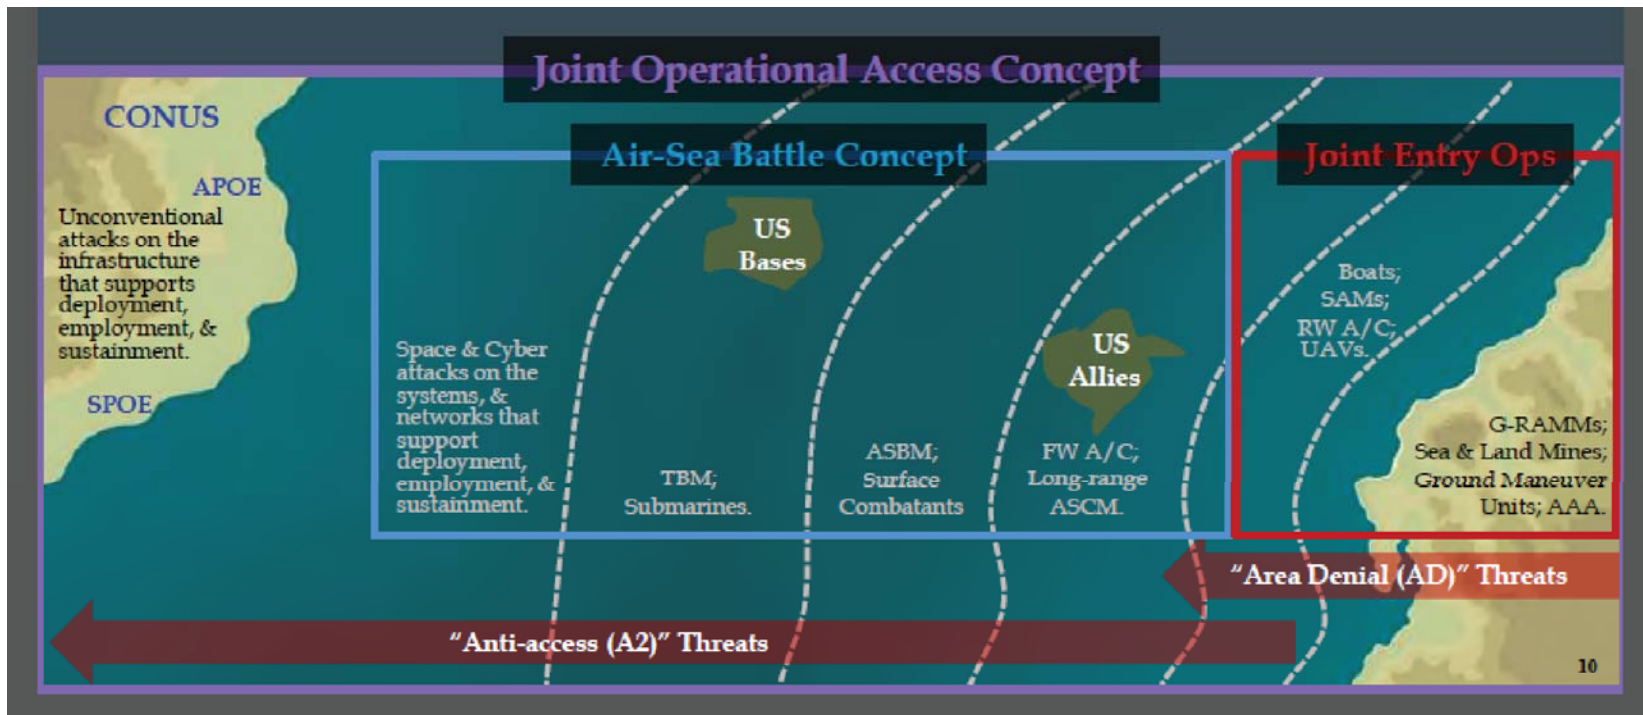 Joint Operational Access Concept
CONUS
Air-Sea Battle Concept
Joint Entry Ops
APOE
Unconventional
attacks on the
infrastructure
that supports
deployment,
employment, &
sustainment.
SPOE
US
Bases
US
Allies
Space & Cyber
attacks on the
systems, &
networks that
support
deployment,
employment, &
sustainment.
TBM;
Submarines.
ASBM;
Surface
Combatants
FW A/C;
Long-range
ASCM.
Boats;
SAMs;
RW A/C;
UAVs.
G-RAMMs;
Sea & Land Mines;
Ground Maneuver
Units; AAA.
“Area Denial (AD)” Threats
“Anti-access (A2)” Threats
10